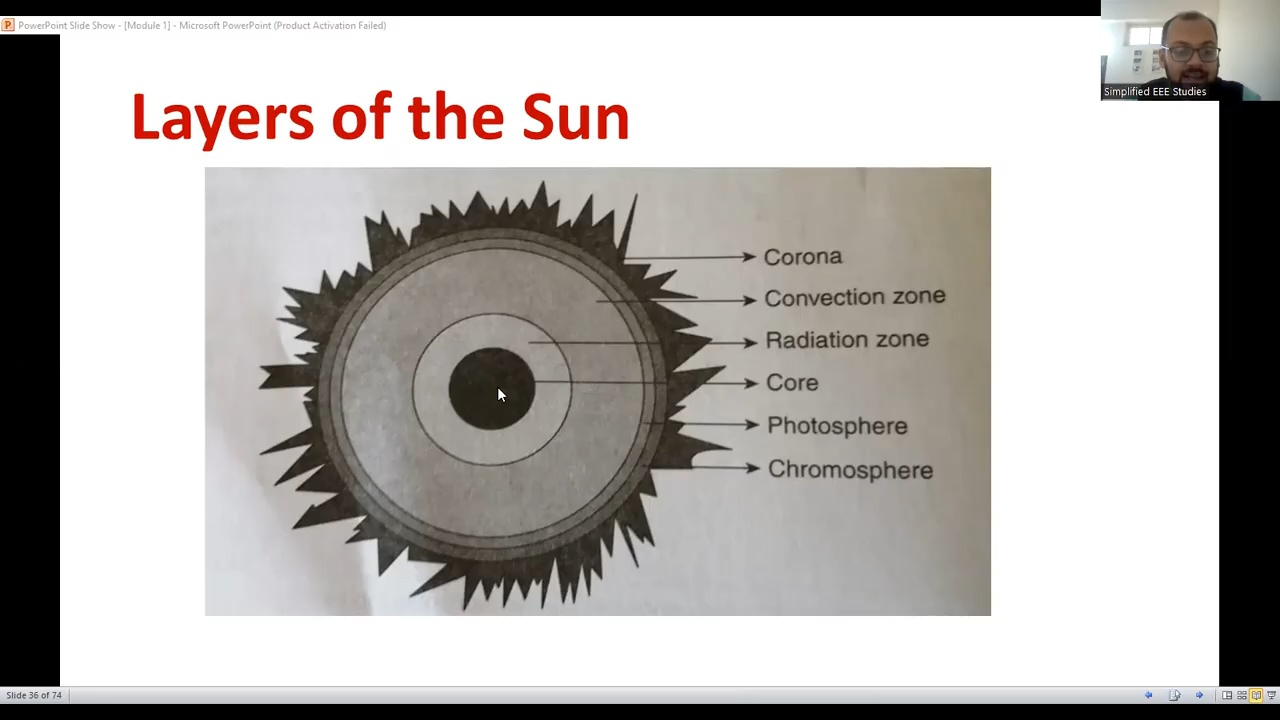 PowerPoint Slide Show - [Module 1] - Microsoft PowerPoint (Product Activation Failed)
Simplified EEE Studies
Layers of the Sun
Corona
Convection zone
Radiation zone
Core
Photosphere
Chromosphere
Slide 36 of 74